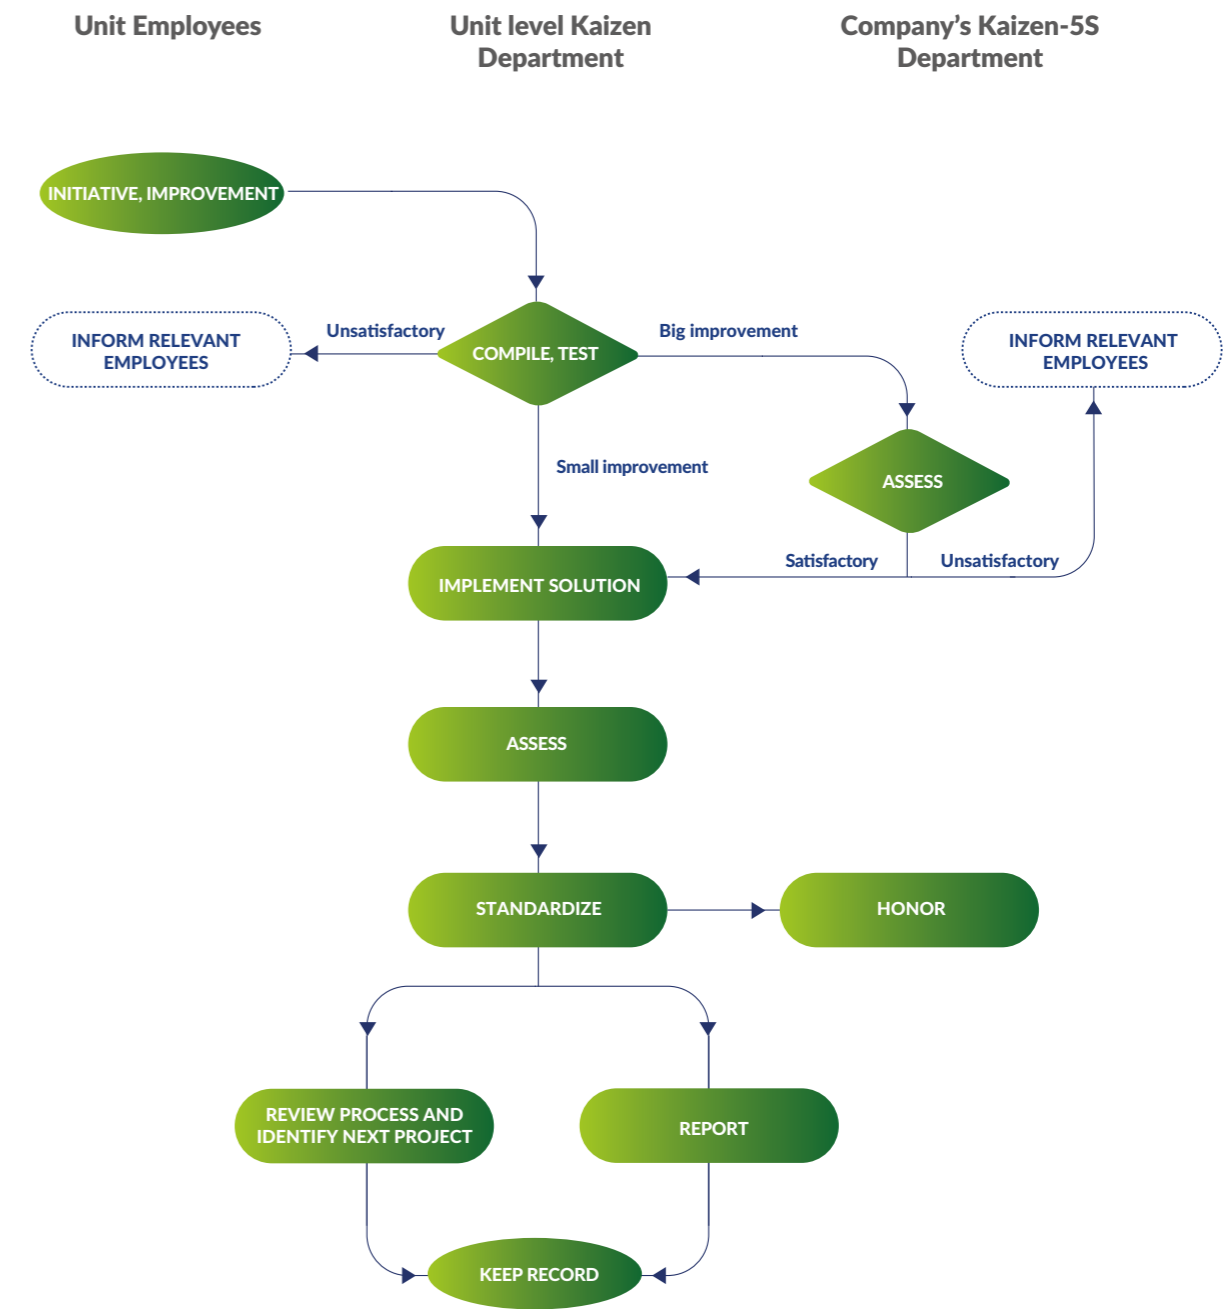 Unit Employees
Unit level Kaizen
Department
Company's Kaizen-5S
Department
INITIATIVE, IMPROVEMENT
INFORM RELEVANT
EMPLOYEES
Unsatisfactory
COMPILE, TEST
Big improvement
INFORM RELEVANT
EMPLOYEES
Small improvement
ASSESS
Satisfactory
Unsatisfactory
IMPLEMENT SOLUTION
ASSESS
STANDARDIZE
HONOR
REVIEW PROCESS AND
IDENTIFY NEXT PROJECT
REPORT
KEEP RECORD